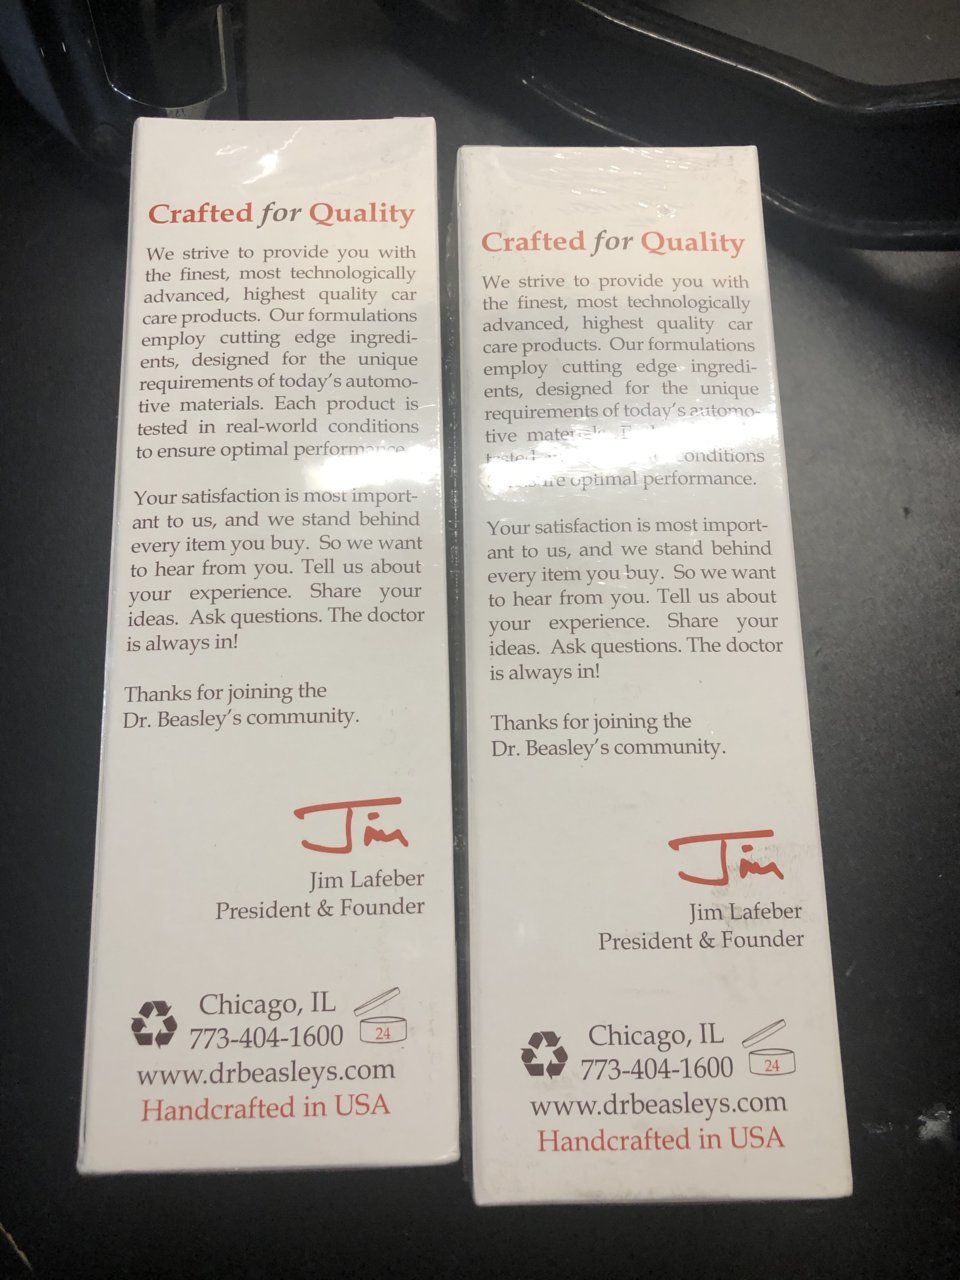 Crafted for Quality
We strive to provide you with
the finest, most technologically
advanced, highest quality car
care products. Our formulations
employ cutting edge ingredi-
ents, designed for the unique
requirements of today's automo-
tive materials. Each product is
tested in real-world conditions
to ensure optimal performance.
Your satisfaction is most import-
ant to us, and we stand behind
every item you buy. So we want
to hear from you. Tell us about
your experience. Share your
ideas. Ask questions. The doctor
is always in!
Thanks for joining the
Dr. Beasley's community.
Jim
Jim Lafeber
President & Founder
Chicago, IL
773-404-1600
24
www.drbeasleys.com
Handcrafted in USA
Crafted for Quality
We strive to provide you with
the finest, most technologically
advanced, highest quality car
care products. Our formulations
employ cutting edge ingredi-
ents, designed for the unique
requirements of today's automo-
tive materials.
tested conditions
optimal performance.
Your satisfaction is most import-
ant to us, and we stand behind
every item you buy. So we want
to hear from you. Tell us about
your experience. Share your
ideas. Ask questions. The doctor
is always in!
Thanks for joining the
Dr. Beasley's community.
Jim
Jim Lafeber
President & Founder
Chicago, IL
773-404-1600
24
www.drbeasleys.com
Handcrafted in USA